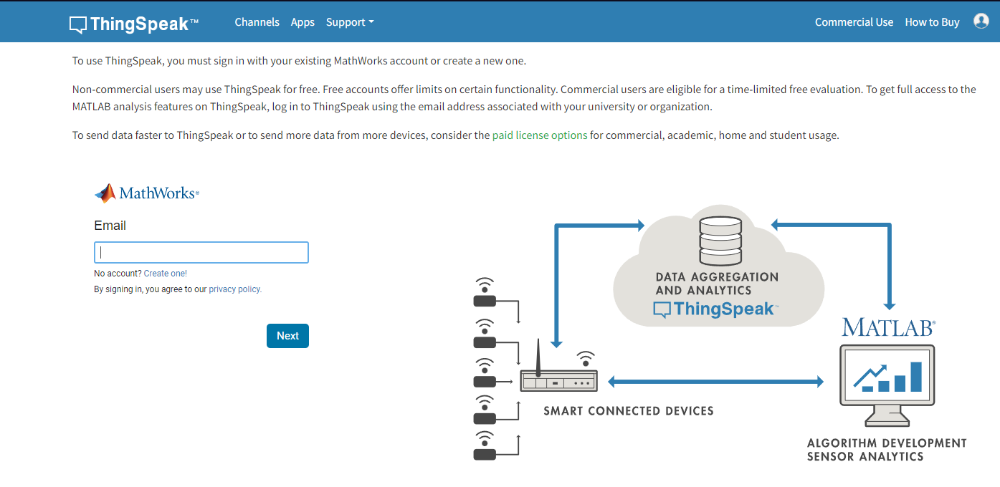 ThingSpeak™ Channels Apps Support Commercial Use How to Buy
To use ThingSpeak, you must sign in with your existing MathWorks account or create a new one.
Non-commercial users may use ThingSpeak for free. Free accounts offer limits on certain functionality. Commercial users are eligible for a time-limited free evaluation. To get full access to the
MATLAB analysis features on ThingSpeak, log in to ThingSpeak using the email address associated with your university or organization.
To send data faster to ThingSpeak or to send more data from more devices, consider the paid license options for commercial, academic, home and student usage.
MathWorks®
Email
No account? Create one!
By signing in, you agree to our privacy policy.
Next
DATA AGGREGATION
AND ANALYTICS
ThingSpeak™
MATLAB®
SMART CONNECTED DEVICES
ALGORITHM DEVELOPMENT
SENSOR ANALYTICS